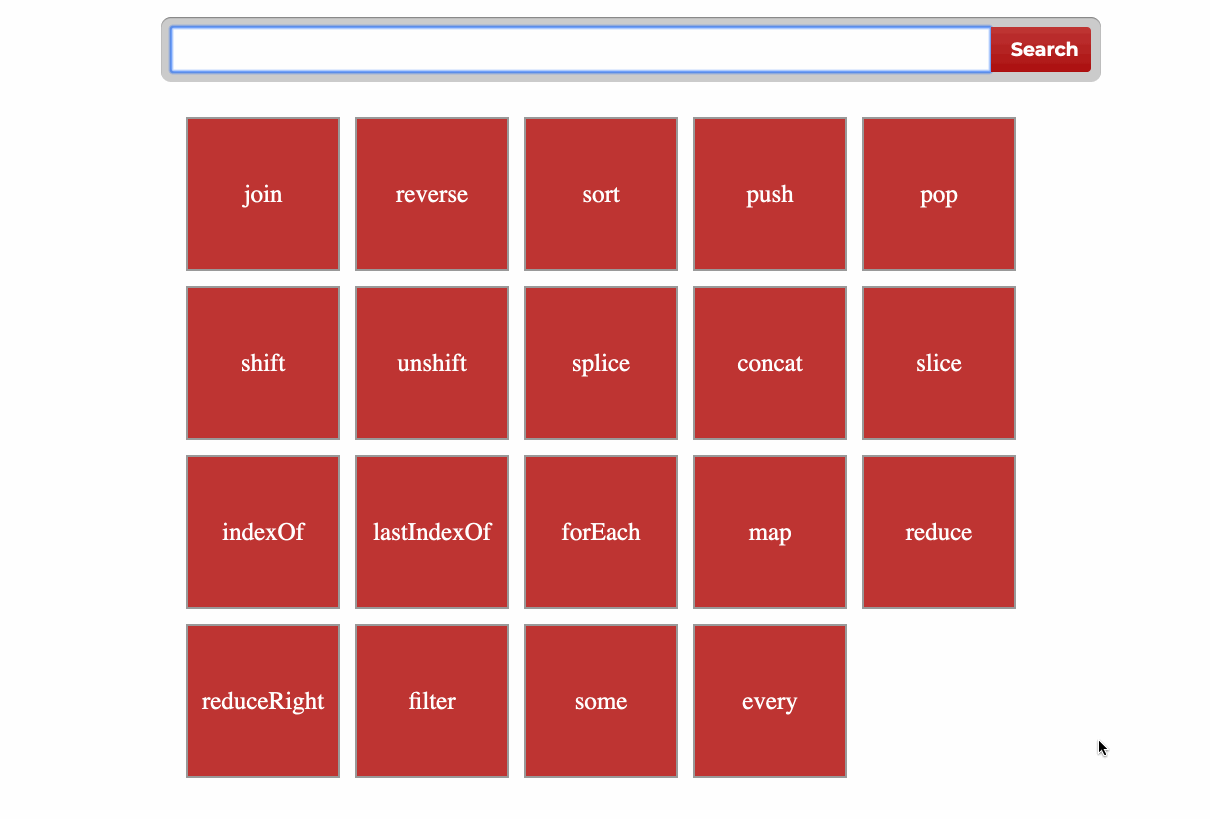 Search
join reverse sort push pop
shift unshift splice concat slice
indexOf lastIndexOf forEach map reduce
reduceRight filter some every